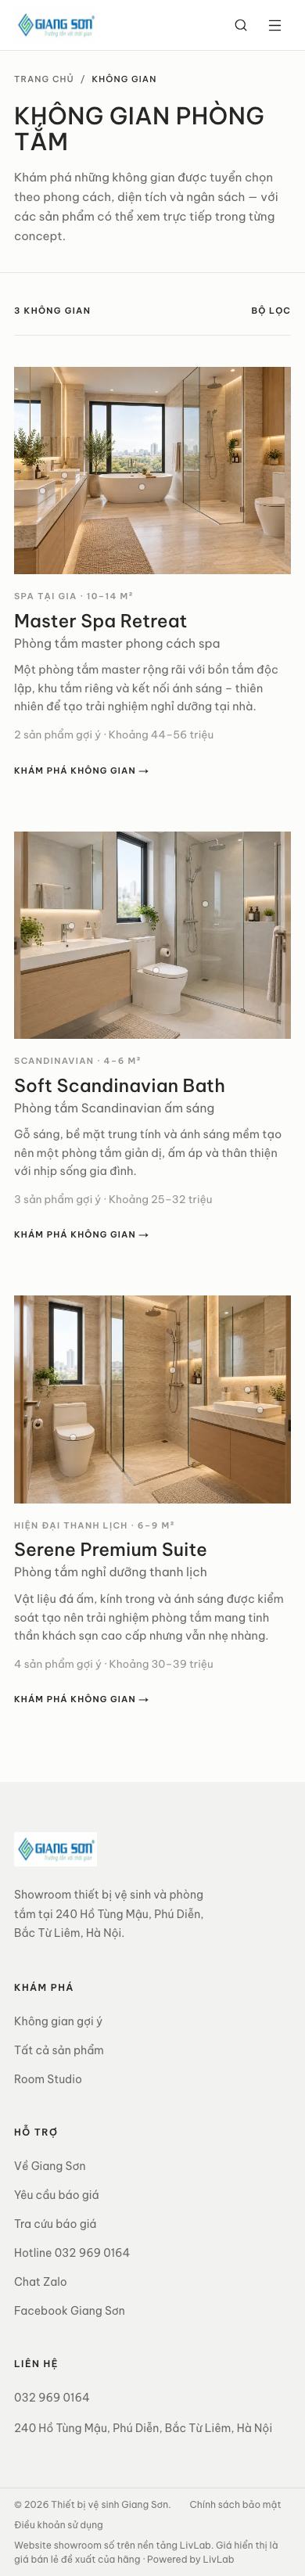 GIANG SƠN
TRANG CHỦ / KHÔNG GIAN
KHÔNG GIAN PHÒNG
TẮM
Khám phá những không gian được tuyển chọn
theo phong cách, diện tích và ngân sách — với
các sản phẩm có thể xem trực tiếp trong từng
concept.
3 KHÔNG GIAN
BỘ LỌC
SPA TẠI GIA · 10–14 M²
Master Spa Retreat
Phòng tắm master phong cách spa
Một phòng tắm master rộng rãi với bồn tắm độc
lập, khu tắm riêng và kết nối ánh sáng – thiên
nhiên để tạo trải nghiệm nghỉ dưỡng tại nhà.
2 sản phẩm gợi ý · Khoảng 44–56 triệu
KHÁM PHÁ KHÔNG GIAN →
SCANDINAVIAN · 4–6 M²
Soft Scandinavian Bath
Phòng tắm Scandinavian ấm sáng
Gỗ sáng, bề mặt trung tính và ánh sáng mềm tạo
nên một phòng tắm giản dị, ấm áp và thân thiện
với nhịp sống gia đình.
3 sản phẩm gợi ý · Khoảng 25–32 triệu
KHÁM PHÁ KHÔNG GIAN →
HIỆN ĐẠI THANH LỊCH · 6–9 M²
Serene Premium Suite
Phòng tắm nghỉ dưỡng thanh lịch
Vật liệu đá ấm, kính trong và ánh sáng được kiểm
soát tạo nên trải nghiệm phòng tắm mang tinh
thần khách sạn cao cấp nhưng vẫn nhẹ nhàng.
4 sản phẩm gợi ý · Khoảng 30–39 triệu
KHÁM PHÁ KHÔNG GIAN →
GIANG SƠN
Showroom thiết bị vệ sinh và phòng
tắm tại 240 Hồ Tùng Mậu, Phú Diễn,
Bắc Từ Liêm, Hà Nội.
KHÁM PHÁ
Không gian gợi ý
Tất cả sản phẩm
Room Studio
HỖ TRỢ
Về Giang Sơn
Yêu cầu báo giá
Tra cứu báo giá
Hotline 032 969 0164
Chat Zalo
Facebook Giang Sơn
LIÊN HỆ
032 969 0164
240 Hồ Tùng Mậu, Phú Diễn, Bắc Từ Liêm, Hà Nội
© 2026 Thiết bị vệ sinh Giang Sơn.
Chính sách bảo mật
Điều khoản sử dụng
Website showroom số trên nền tảng LivLab. Giá hiển thị là
giá bán lẻ đề xuất của hãng · Powered by LivLab